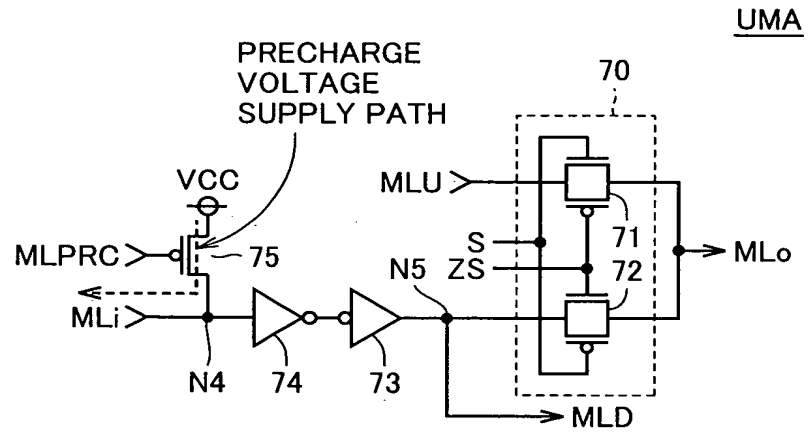 UMA
PRECHARGE
VOLTAGE
SUPPLY PATH
70
VCC
MLU
71
MLPRC
75
S
ZS
MLo
N5
72
MLi
N4
74
73
MLD